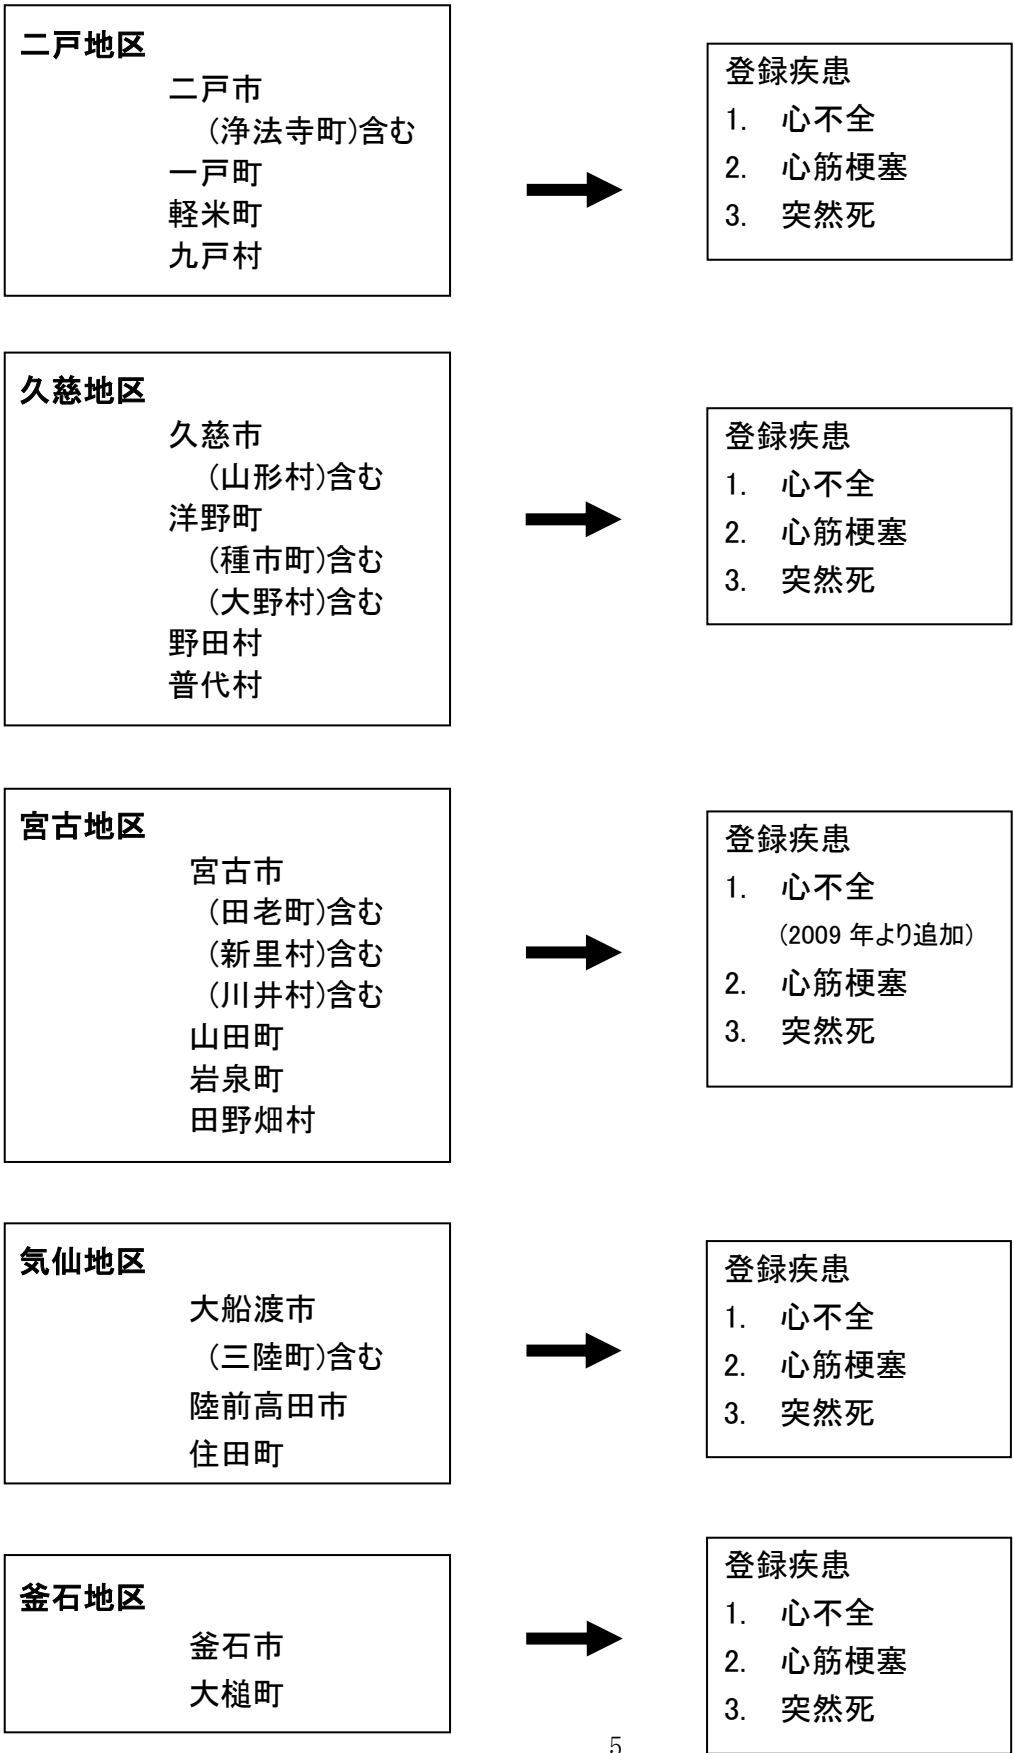 二戸地区
二戸市
(浄法寺町)含む
一戸町
軽米町
九戸村
登録疾患
1. 心不全
2. 心筋梗塞
3. 突然死
久慈地区
久慈市
(山形村)含む
洋野町
(種市町)含む
(大野村)含む
野田村
普代村
登録疾患
1. 心不全
2. 心筋梗塞
3. 突然死
宮古地区
宮古市
(田老町)含む
(新里村)含む
(川井村)含む
山田町
岩泉町
田野畑村
登録疾患
1. 心不全
(2009 年より追加)
2. 心筋梗塞
3. 突然死
気仙地区
大船渡市
(三陸町)含む
陸前高田市
住田町
登録疾患
1. 心不全
2. 心筋梗塞
3. 突然死
釜石地区
釜石市
大槌町
登録疾患
1. 心不全
2. 心筋梗塞
3. 突然死
5